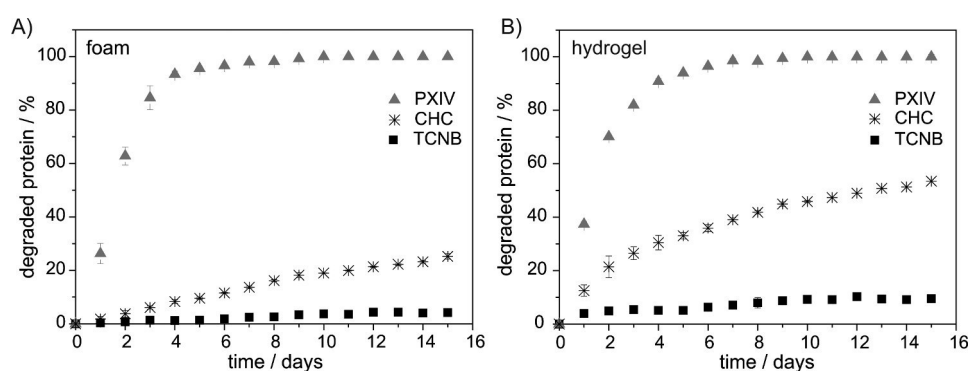 A)
foam
PXIV
CHC
TCNB
degraded protein / %
100
80
60
40
20
0
0 2 4 6 8 10 12 14 16
time / days
B)
hydrogel
PXIV
CHC
TCNB
degraded protein / %
100
80
60
40
20
0
0 2 4 6 8 10 12 14 16
time / days